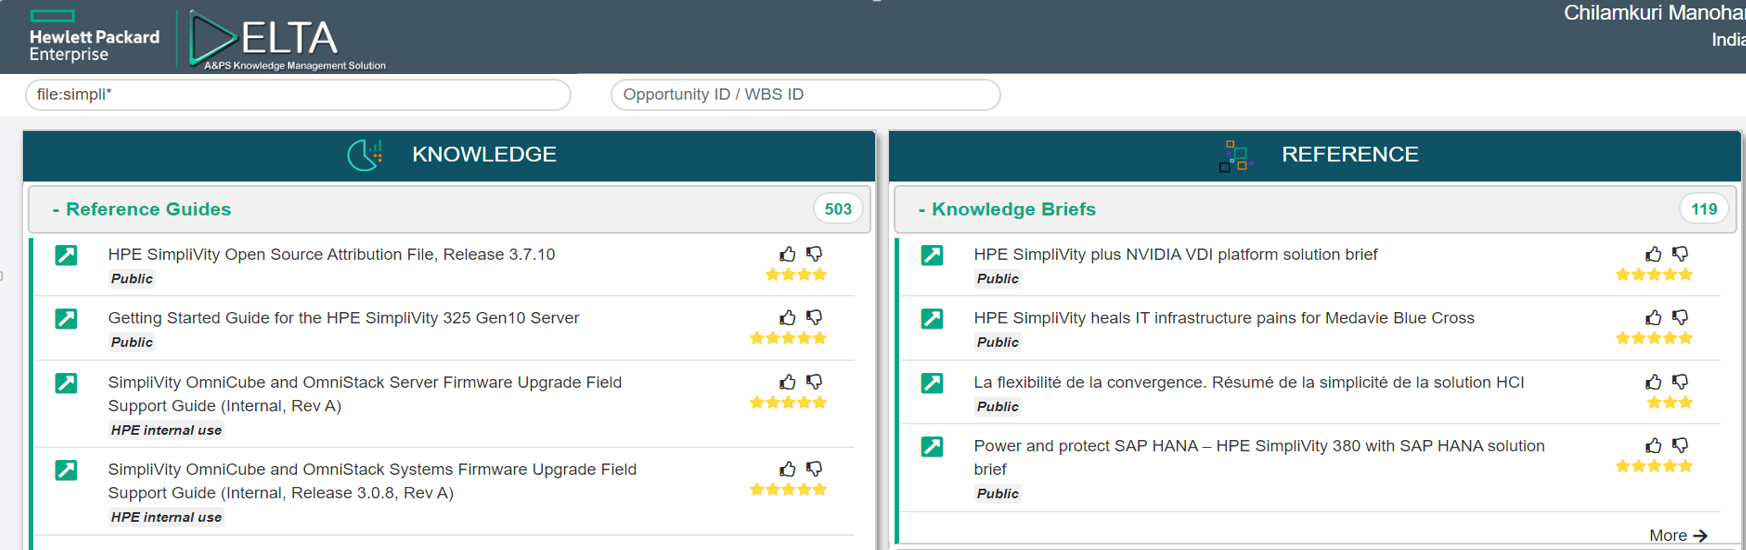 Hewlett Packard
Enterprise
ELTA
A&PS Knowledge Management Solution
Chilamkuri Manohar
India
file:simpli*
Opportunity ID / WBS ID
KNOWLEDGE
- Reference Guides
503
HPE SimpliVity Open Source Attribution File, Release 3.7.10
Public
Getting Started Guide for the HPE SimpliVity 325 Gen10 Server
Public
SimpliVity OmniCube and OmniStack Server Firmware Upgrade Field
Support Guide (Internal, Rev A)
HPE internal use
SimpliVity OmniCube and OmniStack Systems Firmware Upgrade Field
Support Guide (Internal, Release 3.0.8, Rev A)
HPE internal use
REFERENCE
- Knowledge Briefs
119
HPE SimpliVity plus NVIDIA VDI platform solution brief
Public
HPE SimpliVity heals IT infrastructure pains for Medavie Blue Cross
Public
La flexibilité de la convergence. Résumé de la simplicité de la solution HCI
Public
Power and protect SAP HANA – HPE SimpliVity 380 with SAP HANA solution
brief
Public
More